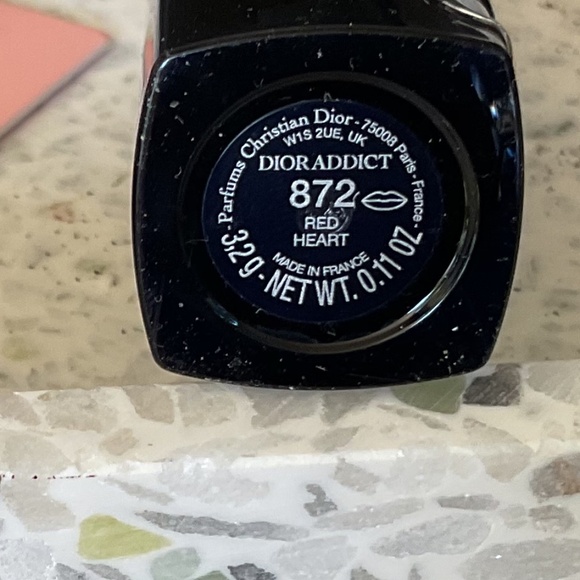 Parfums Christian Dior - 75008 Paris - France -
W1S 2UE, UK
DIOR ADDICT
872
RED
HEART
MADE IN FRANCE
3,2 g - NET WT. 0.11 OZ